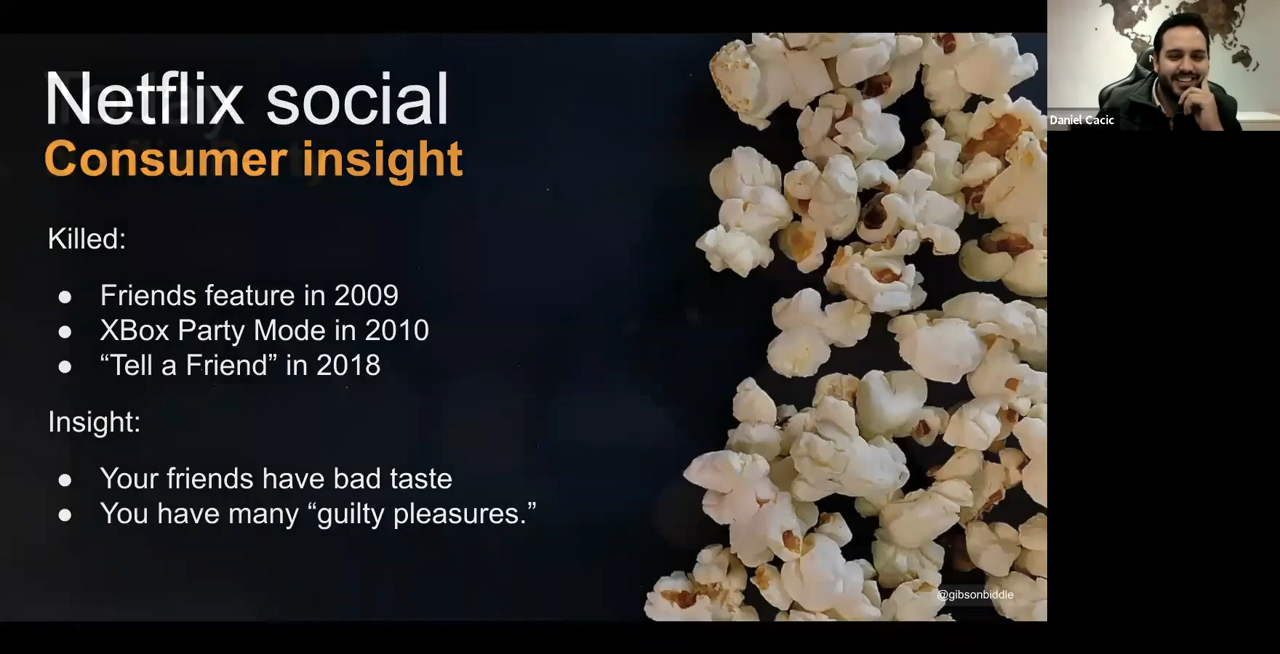 Netflix social
Consumer insight
Killed:
● Friends feature in 2009
● XBox Party Mode in 2010
● “Tell a Friend” in 2018
Insight:
● Your friends have bad taste
● You have many “guilty pleasures.”
@gibsonbiddle
Daniel Cacic